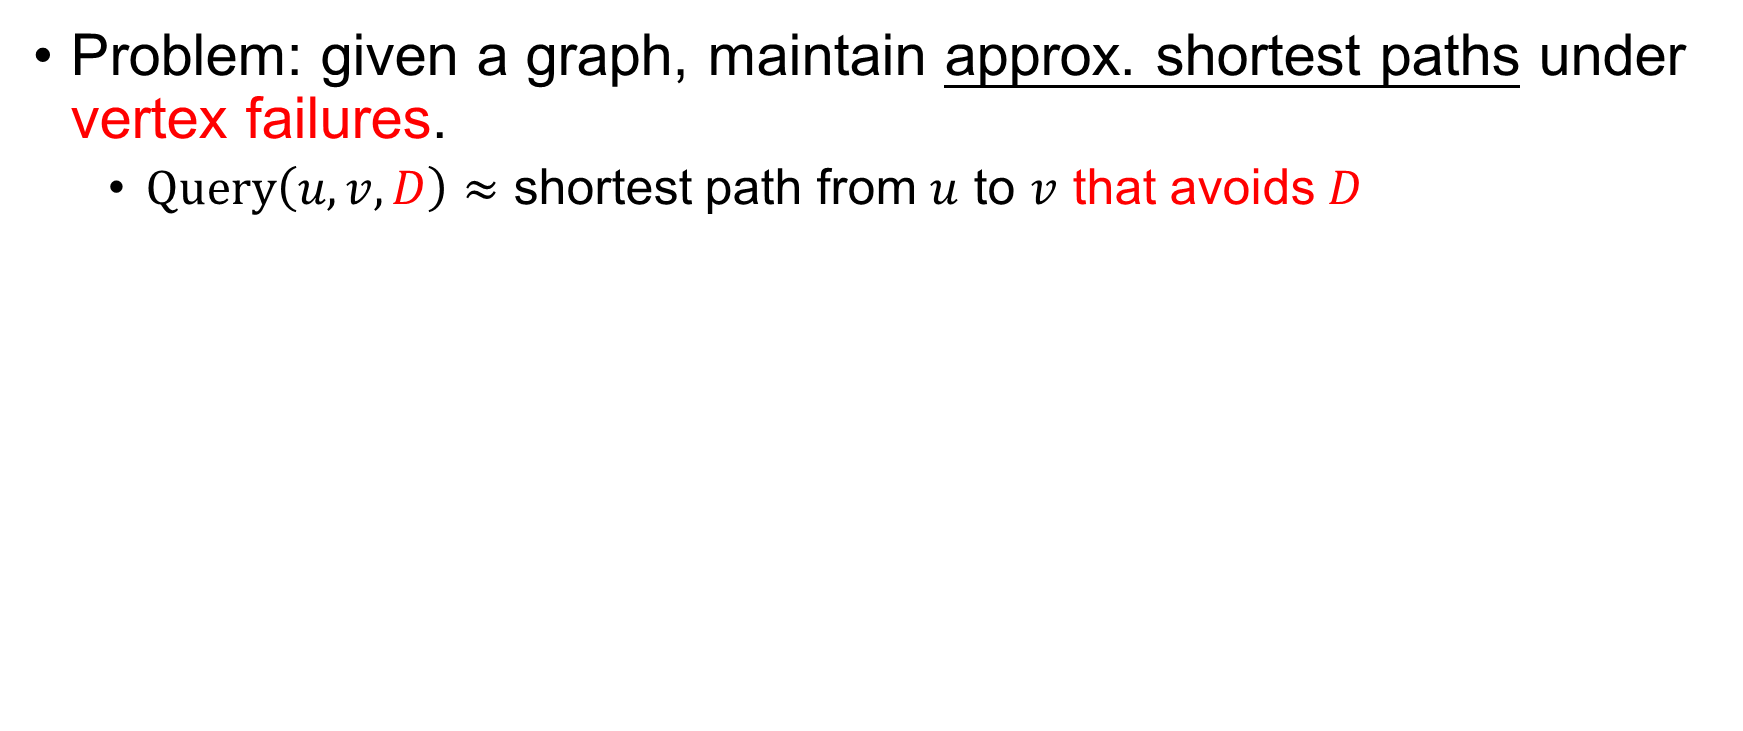 • Problem: given a graph, maintain approx. shortest paths under
vertex failures.
• Query(u, v, D) ≈ shortest path from u to v that avoids D